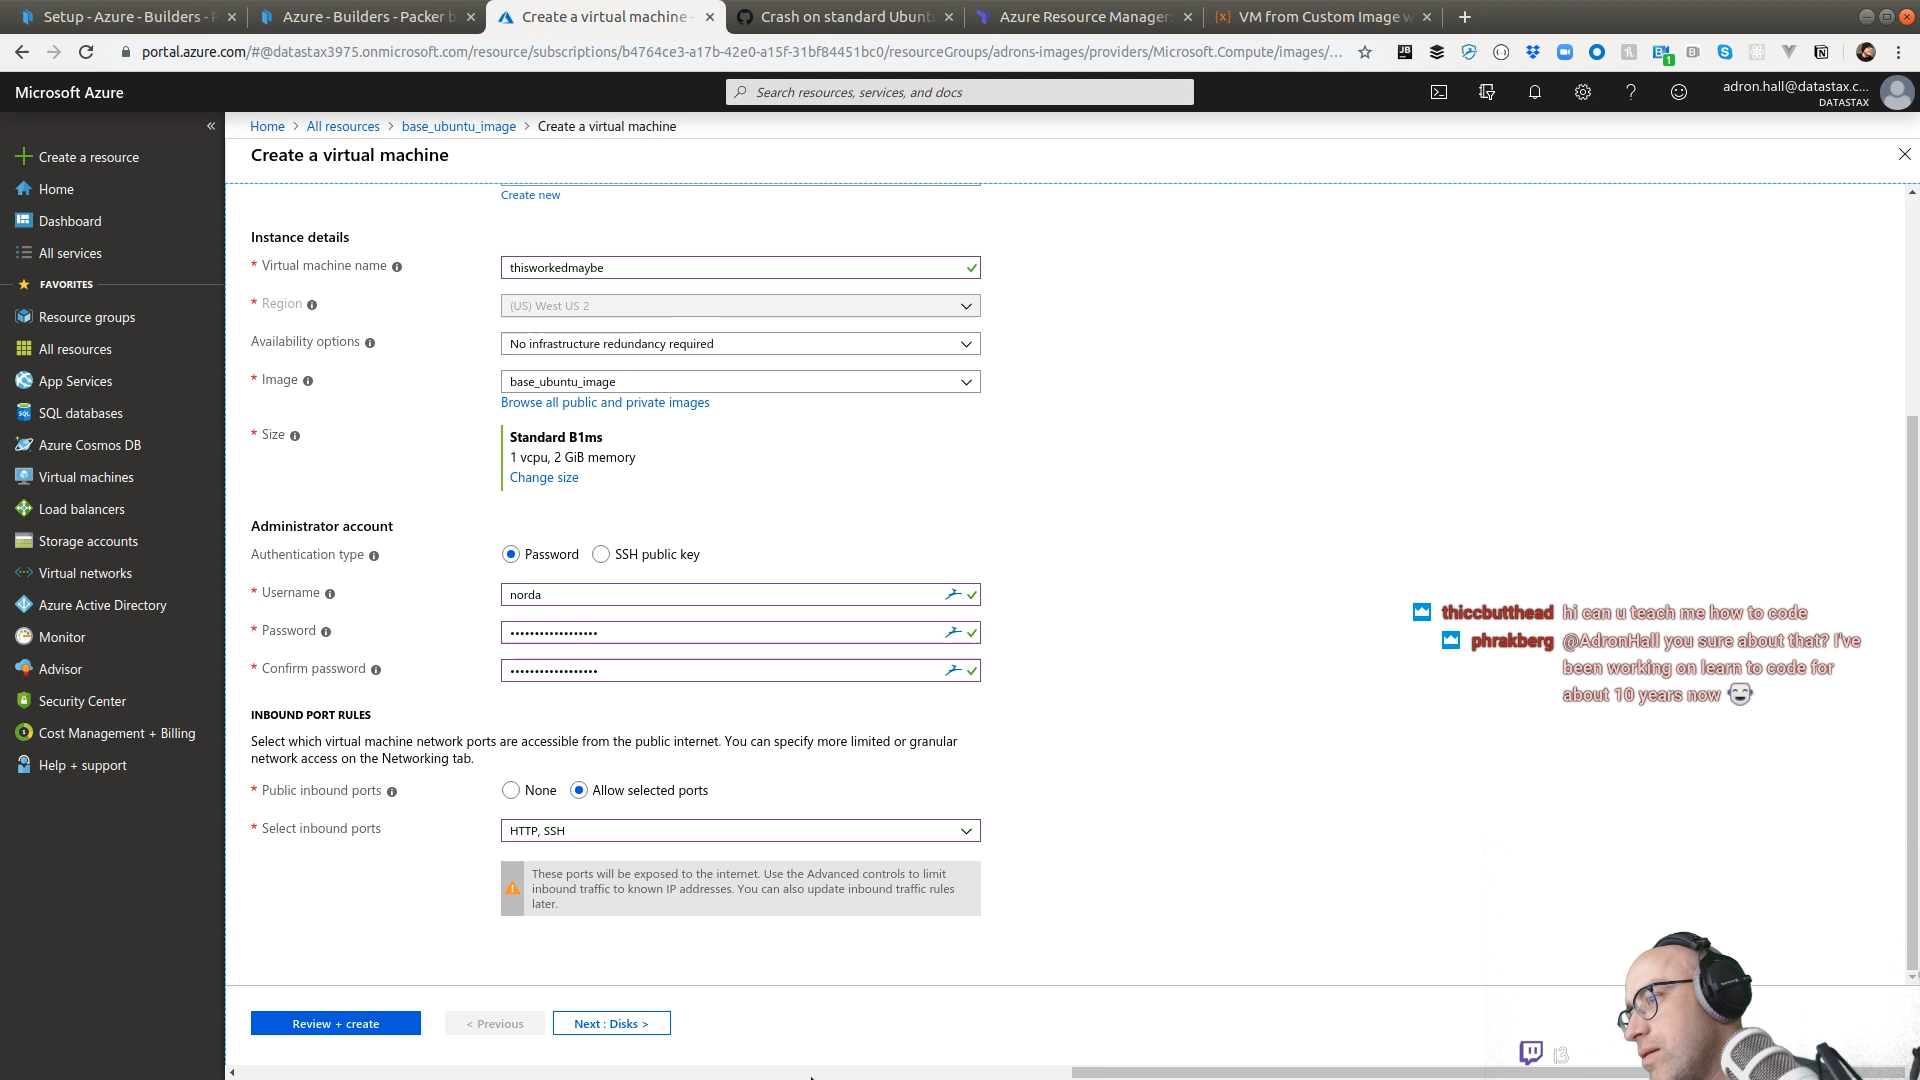 Setup - Azure - Builders - P
Azure - Builders - Packer b
Create a virtual machine -
Crash on standard Ubunt
Azure Resource Manager:
VM from Custom Image w
portal.azure.com/#@datastax3975.onmicrosoft.com/resource/subscriptions/b4764ce3-a17b-42e0-a15f-31bf84451bc0/resourceGroups/adrons-images/providers/Microsoft.Compute/images/...
Microsoft Azure
Search resources, services, and docs
adron.hall@datastax.c...
DATASTAX
Home > All resources > base_ubuntu_image > Create a virtual machine
Create a virtual machine
Create a resource
Home
Dashboard
All services
FAVORITES
Resource groups
All resources
App Services
SQL databases
Azure Cosmos DB
Virtual machines
Load balancers
Storage accounts
Virtual networks
Azure Active Directory
Monitor
Advisor
Security Center
Cost Management + Billing
Help + support
Create new
Instance details
* Virtual machine name
thisworkedmaybe
* Region
(US) West US 2
Availability options
No infrastructure redundancy required
* Image
base_ubuntu_image
Browse all public and private images
* Size
Standard B1ms
1 vcpu, 2 GiB memory
Change size
Administrator account
Authentication type
Password
SSH public key
* Username
norda
* Password
••••••••••••••••••
* Confirm password
••••••••••••••••••
INBOUND PORT RULES
Select which virtual machine network ports are accessible from the public internet. You can specify more limited or granular
network access on the Networking tab.
* Public inbound ports
None
Allow selected ports
* Select inbound ports
HTTP, SSH
These ports will be exposed to the internet. Use the Advanced controls to limit
inbound traffic to known IP addresses. You can also update inbound traffic rules
later.
Review + create
< Previous
Next : Disks >
thiccbutthead hi can u teach me how to code
phrakberg @AdronHall you sure about that? I've
been working on learn to code for
about 10 years now
13